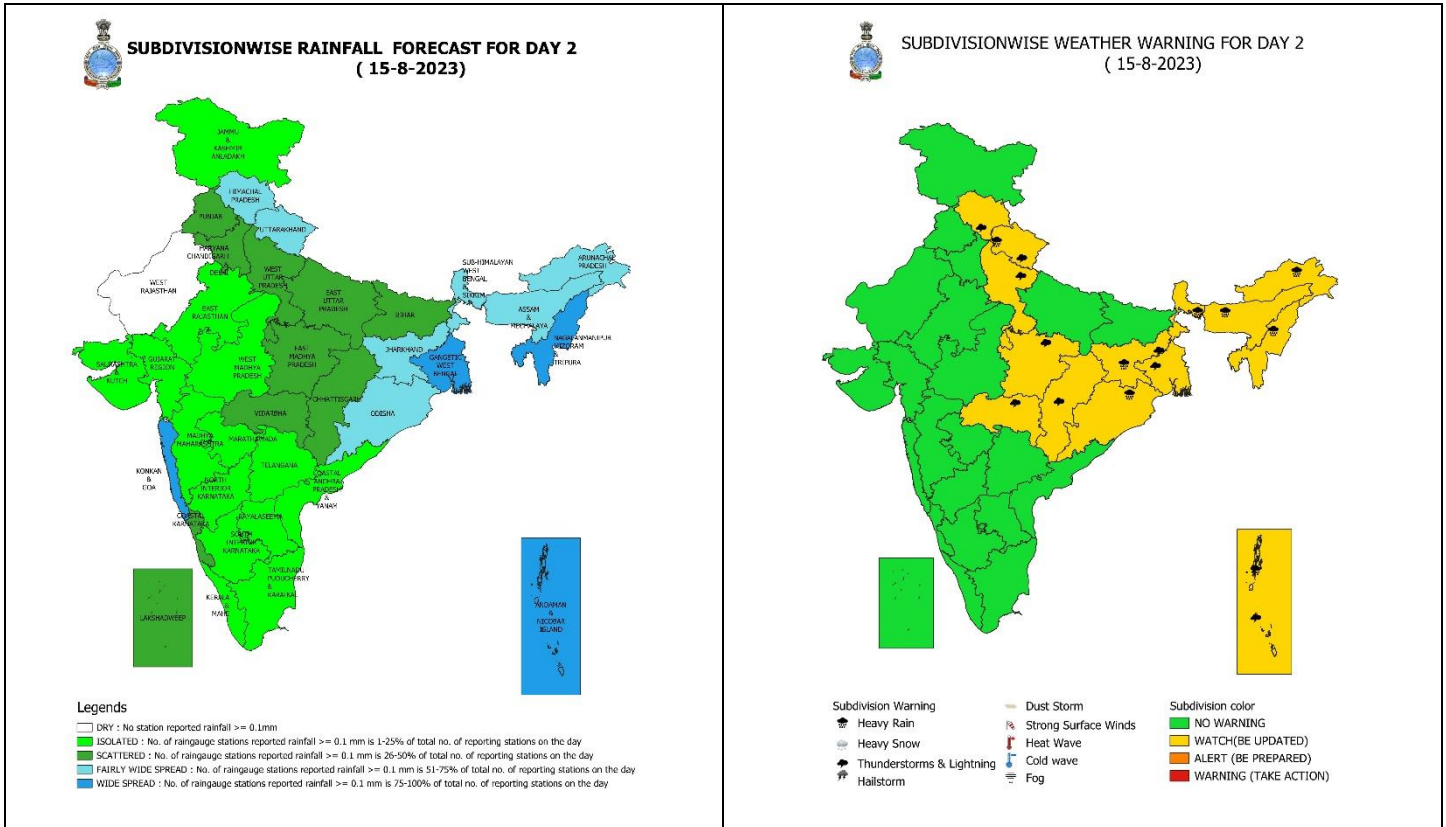 SUBDIVISIONWISE RAINFALL FORECAST FOR DAY 2
( 15-8-2023)
JAMMU
&
KASHMIR
ANLADAKH
HIMACHAL
PRADESH
PUNJAB
UTTARAKHAND
HARYANA
CHANDIGARH &
DELHI
WEST
UTTAR
PRADESH
WEST
RAJASTHAN
EAST
UTTAR
PRADESH
SUB-HIMALAYAN
WEST
BENGAL
&
SIKKIM
ARUNACHAL
PRADESH
EAST
RAJASTHAN
BIHAR
ASSAM
&
MEGHALAYA
NAGALANMANIPUR
MIZORAM
&
TRIPURA
SAURASHTRA
&
KUTCH
GUJARAT
REGION
WEST
MADHYA
PRADESH
EAST
MADHYA
PRADESH
JHARKHAND
GANGETIC
WEST
BENGAL
CHHATTISGARH
ODISHA
VIDARBHA
MADHYA
MAHARASHTRA
MARATHAWADA
KONKAN
&
GOA
TELANGANA
NORTH
INTERIOR
KARNATAKA
COASTAL
ANDHRA
PRADESH
&
YANAM
COASTAL
KARNATAKA
RAYALASEEMA
SOUTH
INTERIOR
KARNATAKA
TAMILNADU
PUDUCHERRY
&
KARAIKAL
KERALA
&
MAHE
LAKSHADWEEP
ANDAMAN
&
NICOBAR
ISLAND
Legends
DRY : No station reported rainfall >= 0.1mm
ISOLATED : No. of raingauge stations reported rainfall >= 0.1 mm is 1-25% of total no. of reporting stations on the day
SCATTERED : No. of raingauge stations reported rainfall >= 0.1 mm is 26-50% of total no. of reporting stations on the day
FAIRLY WIDE SPREAD : No. of raingauge stations reported rainfall >= 0.1 mm is 51-75% of total no. of reporting stations on the day
WIDE SPREAD : No. of raingauge stations reported rainfall >= 0.1 mm is 75-100% of total no. of reporting stations on the day
SUBDIVISIONWISE WEATHER WARNING FOR DAY 2
( 15-8-2023)
Subdivision Warning
Heavy Rain
Heavy Snow
Thunderstorms & Lightning
Hailstorm
Dust Storm
Strong Surface Winds
Heat Wave
Cold wave
Fog
Subdivision color
NO WARNING
WATCH(BE UPDATED)
ALERT (BE PREPARED)
WARNING (TAKE ACTION)